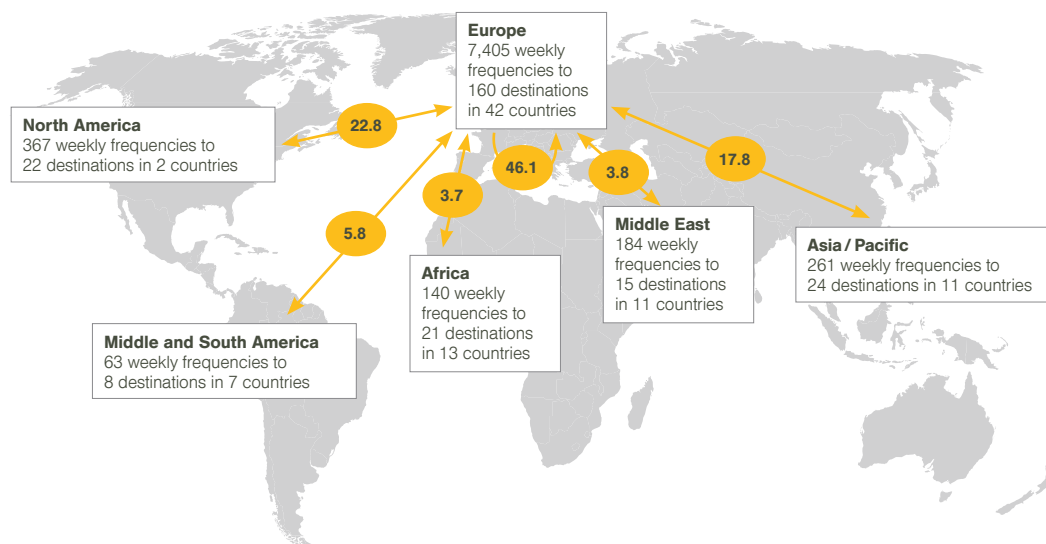 Europe
7,405 weekly
frequencies to
160 destinations
in 42 countries
22.8
North America
367 weekly frequencies to
22 destinations in 2 countries
46.1
3.8
17.8
3.7
5.8
Middle East
184 weekly
frequencies to
15 destinations
in 11 countries
Asia / Pacific
261 weekly frequencies to
24 destinations in 11 countries
Africa
140 weekly
frequencies to
21 destinations
in 13 countries
Middle and South America
63 weekly frequencies to
8 destinations in 7 countries